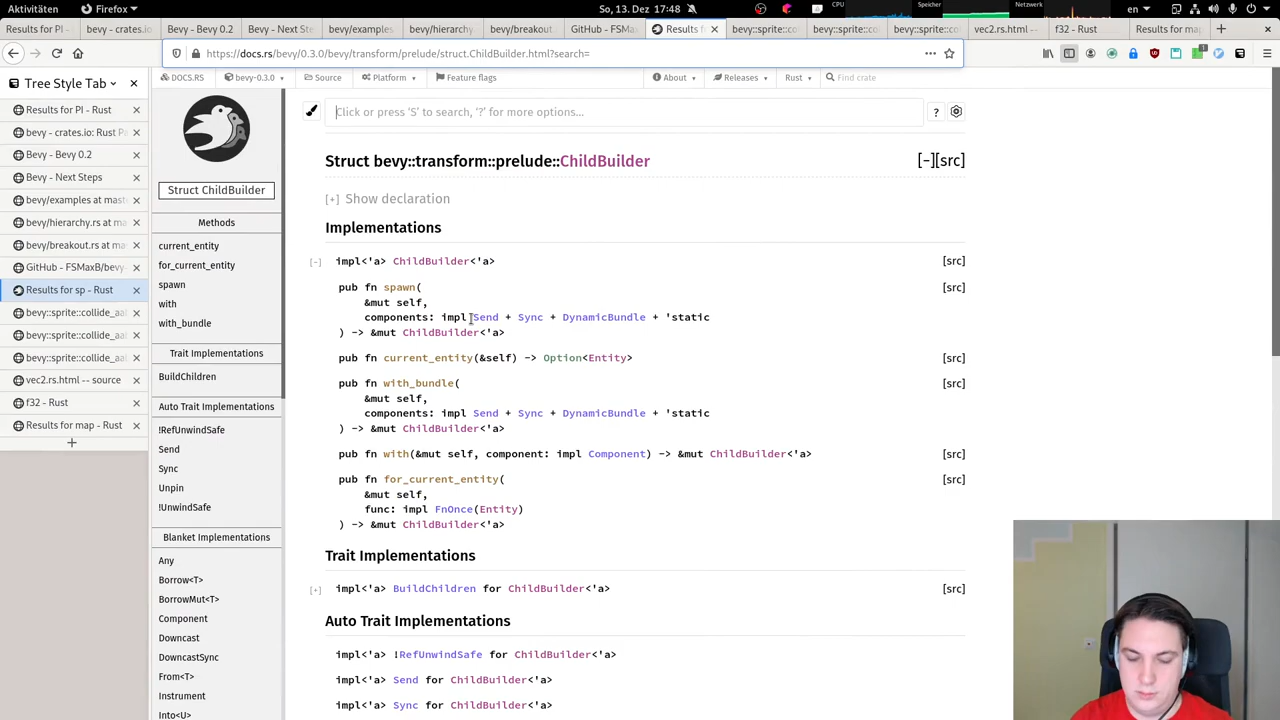 Aktivitäten
Firefox
So, 13. Dez 17:48
CPU
Speicher
Netzwerk
en
Results for PI -
bevy - crates.io:
Bevy - Bevy 0.2
Bevy - Next Steps
bevy/examples
bevy/hierarchy.
bevy/breakout.
GitHub - FSMa
Results f
bevy::sprite::c
bevy::sprite::c
bevy::sprite::c
vec2.rs.html --
f32 - Rust
Results for ma
https://docs.rs/bevy/0.3.0/bevy/transform/prelude/struct.ChildBuilder.html?search=
Tree Style Tab
Results for PI - Rust
bevy - crates.io: Rust Pa
Bevy - Bevy 0.2
Bevy - Next Steps
bevy/examples at mast
bevy/hierarchy.rs at ma
bevy/breakout.rs at ma
GitHub - FSMaxB/bevy
Results for sp - Rust
bevy::sprite::collide_aa
bevy::sprite::collide_aa
bevy::sprite::collide_aa
vec2.rs.html -- source
f32 - Rust
Results for map - Rust
DOCS.RS
bevy-0.3.0
Source
Platform
Feature flags
About
Releases
Rust
Find crate
Struct ChildBuilder
Methods
current_entity
for_current_entity
spawn
with
with_bundle
Trait Implementations
BuildChildren
Auto Trait Implementations
!RefUnwindSafe
Send
Sync
Unpin
!UnwindSafe
Blanket Implementations
Any
Borrow<T>
BorrowMut<T>
Component
Downcast
DowncastSync
From<T>
Instrument
Into<U>
Click or press ‘S’ to search, ‘?’ for more options…
?
Struct bevy::transform::prelude::ChildBuilder
[-][src]
[+] Show declaration
Implementations
[-] impl<'a> ChildBuilder<'a> [src]
pub fn spawn( [src]
&mut self,
components: impl Send + Sync + DynamicBundle + 'static
) -> &mut ChildBuilder<'a>
pub fn current_entity(&self) -> Option<Entity> [src]
pub fn with_bundle( [src]
&mut self,
components: impl Send + Sync + DynamicBundle + 'static
) -> &mut ChildBuilder<'a>
pub fn with(&mut self, component: impl Component) -> &mut ChildBuilder<'a> [src]
pub fn for_current_entity( [src]
&mut self,
func: impl FnOnce(Entity)
) -> &mut ChildBuilder<'a>
Trait Implementations
[+] impl<'a> BuildChildren for ChildBuilder<'a> [src]
Auto Trait Implementations
impl<'a> !RefUnwindSafe for ChildBuilder<'a>
impl<'a> Send for ChildBuilder<'a>
impl<'a> Sync for ChildBuilder<'a>